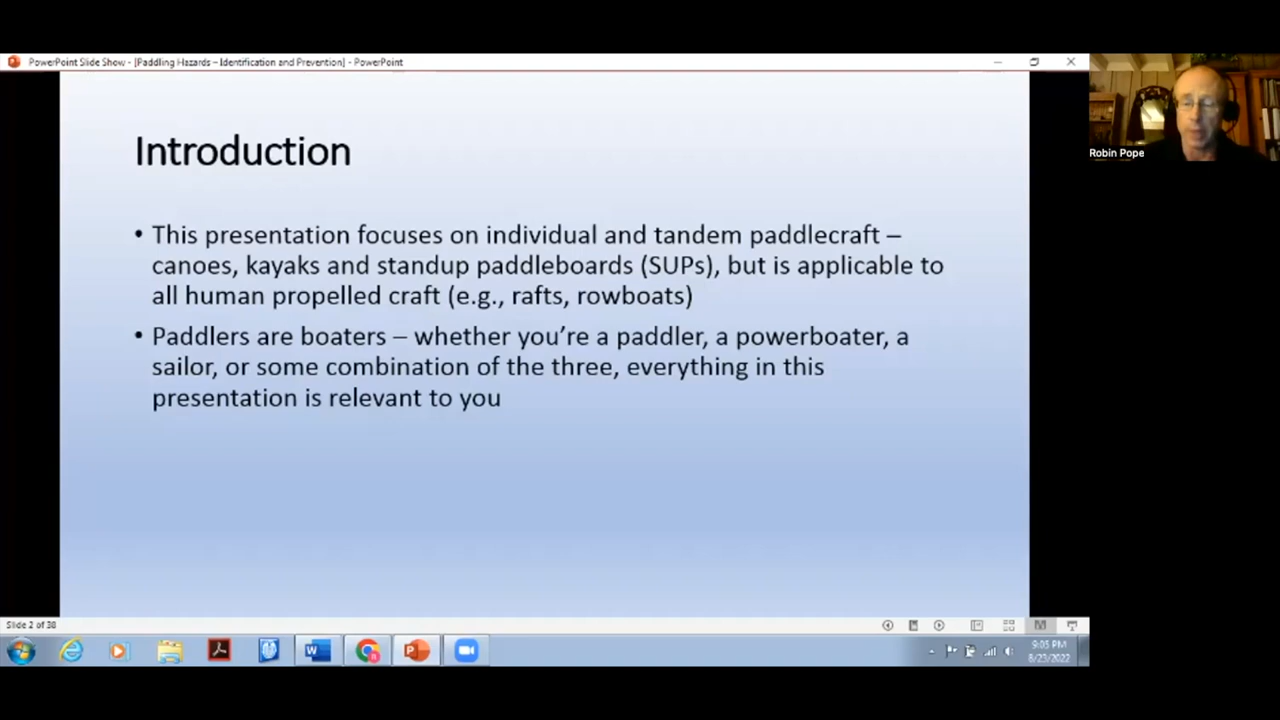 PowerPoint Slide Show - [Paddling Hazards – Identification and Prevention] - PowerPoint
Robin Pope
Introduction
• This presentation focuses on individual and tandem paddlecraft –
canoes, kayaks and standup paddleboards (SUPs), but is applicable to
all human propelled craft (e.g., rafts, rowboats)
• Paddlers are boaters – whether you’re a paddler, a powerboater, a
sailor, or some combination of the three, everything in this
presentation is relevant to you
Slide 2 of 38
9:05 PM
8/23/2022